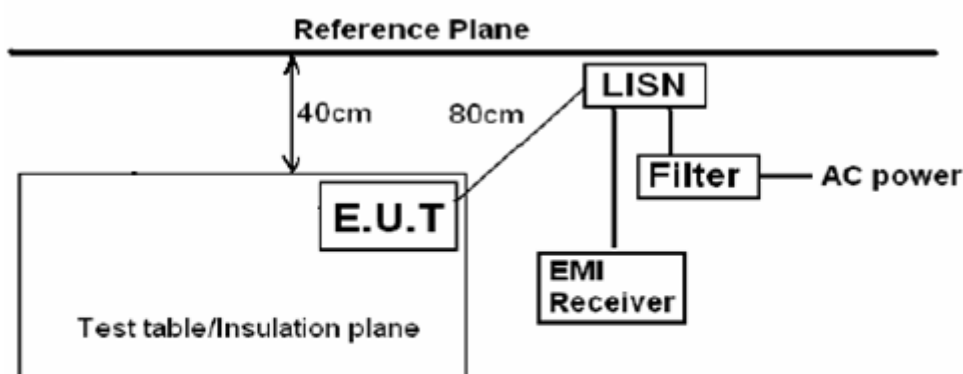 Reference Plane
LISN
40cm
80cm
Filter
AC power
E.U.T
EMI
Receiver
Test table/Insulation plane